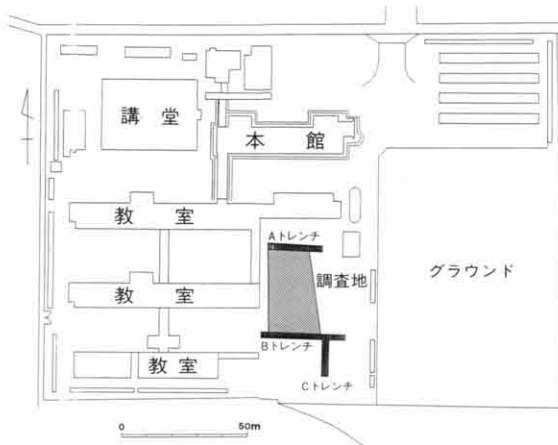 講堂
本館
教室
Aトレンチ
調査地
グラウンド
教室
Bトレンチ
教室
Cトレンチ
0 50m